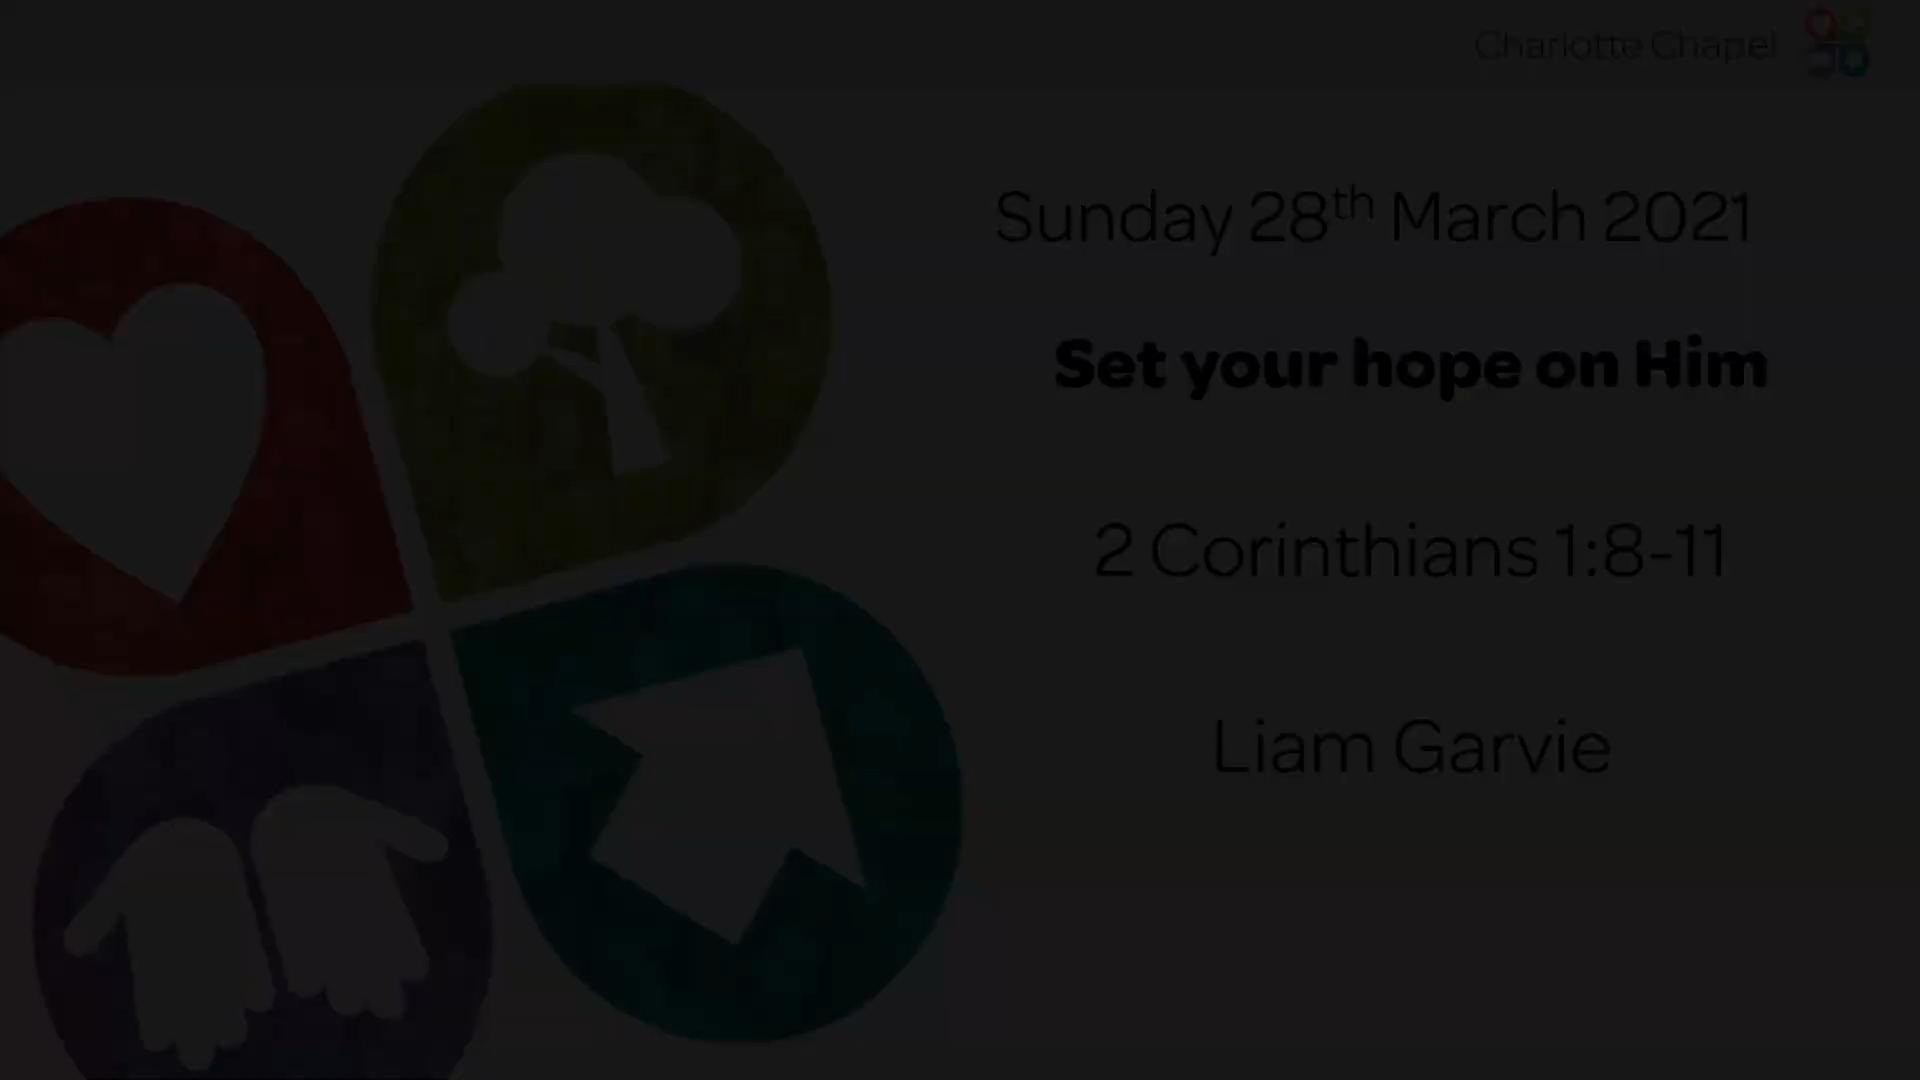 Charlotte Chapel
Sunday 28th March 2021
Set your hope on Him
2 Corinthians 1:8-11
Liam Garvie